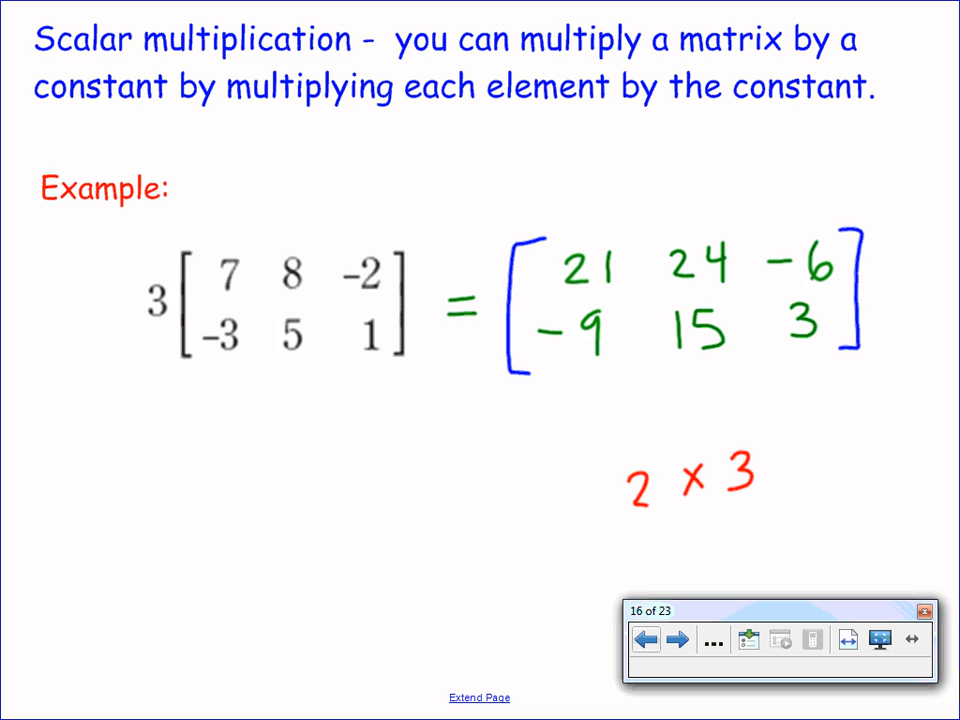 Scalar multiplication - you can multiply a matrix by a
constant by multiplying each element by the constant.
Example:
3 [ 7 8 -2 ] = [ 21 24 -6 ]
[ -3 5 1 ] [ -9 15 3 ]
2 x 3
16 of 23
...
Extend Page